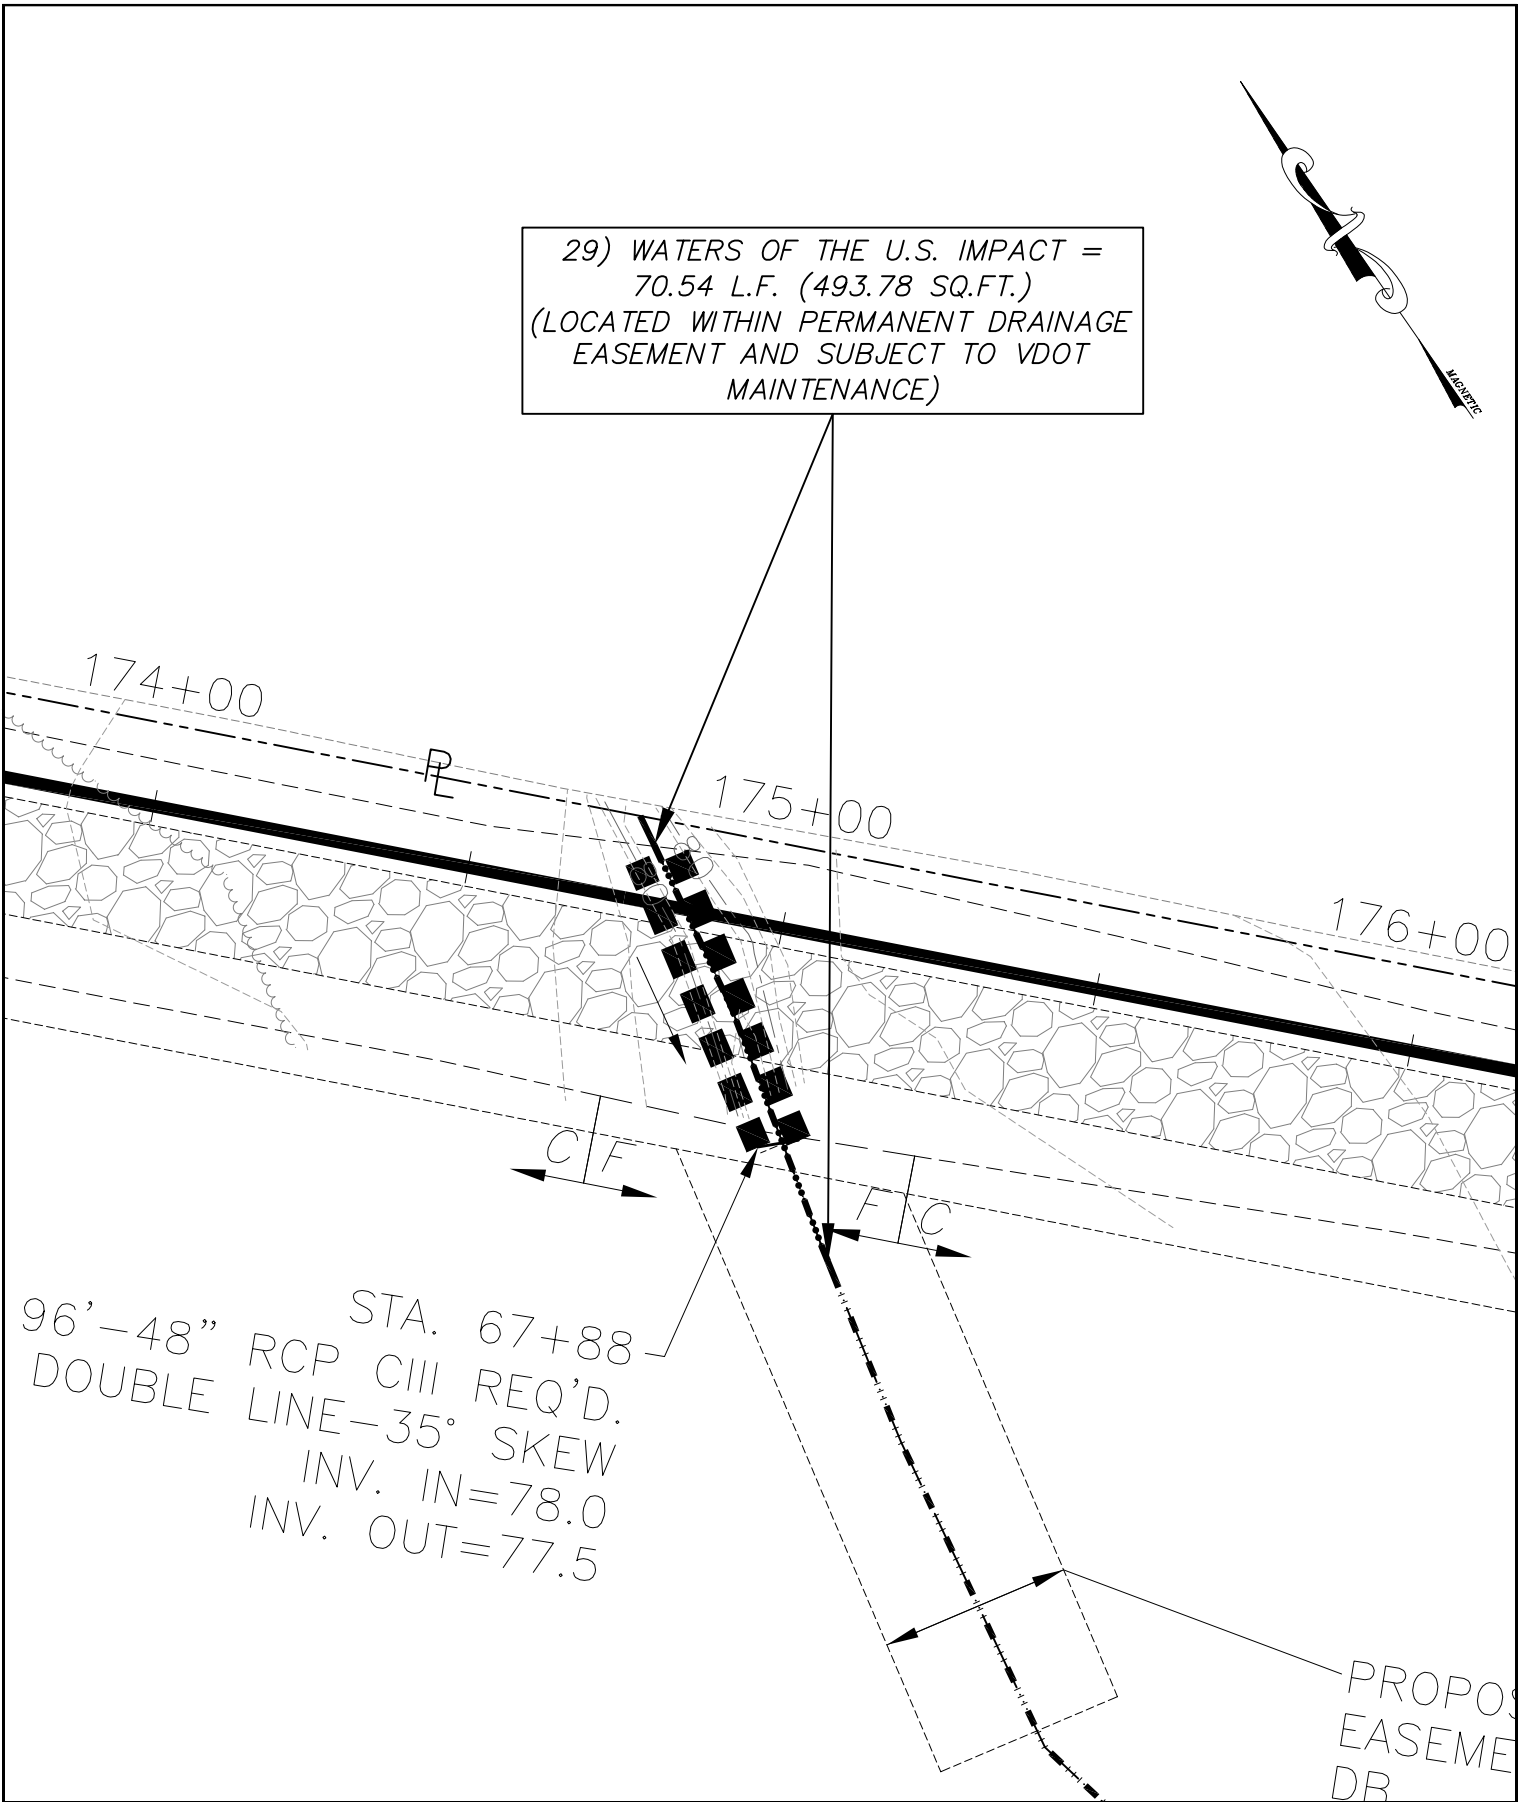 29) WATERS OF THE U.S. IMPACT =
70.54 L.F. (493.78 SQ.FT.)
(LOCATED WITHIN PERMANENT DRAINAGE
EASEMENT AND SUBJECT TO VDOT
MAINTENANCE)
MAGNETIC
174+00
PL
175+00
176+00
C F
F C
STA. 67+88
96'-48" RCP CIII REQ'D.
DOUBLE LINE-35° SKEW
INV. IN=78.0
INV. OUT=77.5
PROPOS
EASEME
DB